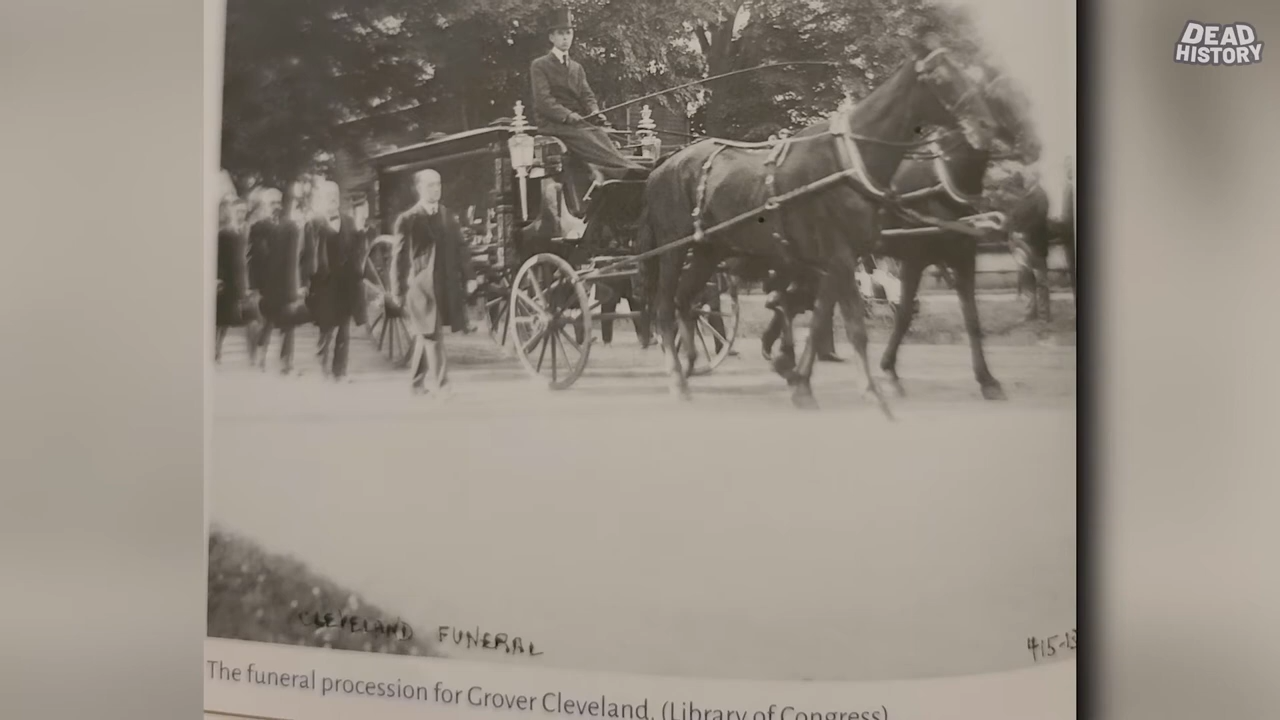 DEAD
HISTORY
CLEVELAND FUNERAL
415-13
The funeral procession for Grover Cleveland. (Library of Congress)